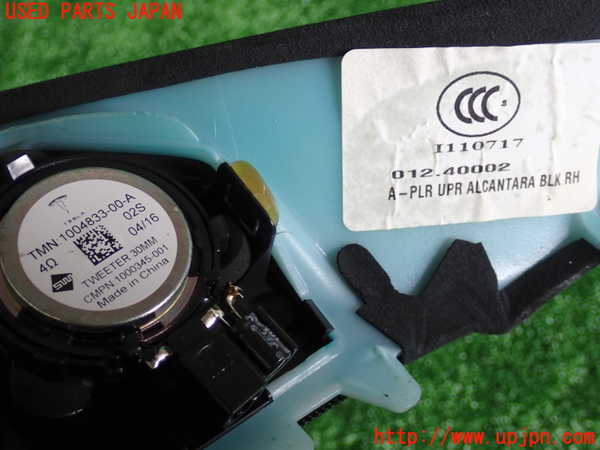 USED PARTS JAPAN
CCC S
I110717
012.40002
A-PLR UPR ALCANTARA BLK RH
TESLA
TMN 1004833-00-A
02S
4Ω
04/16
TWEETER 30MM
CMPN 1000345.001
Made in China
http://www.upjpn.com